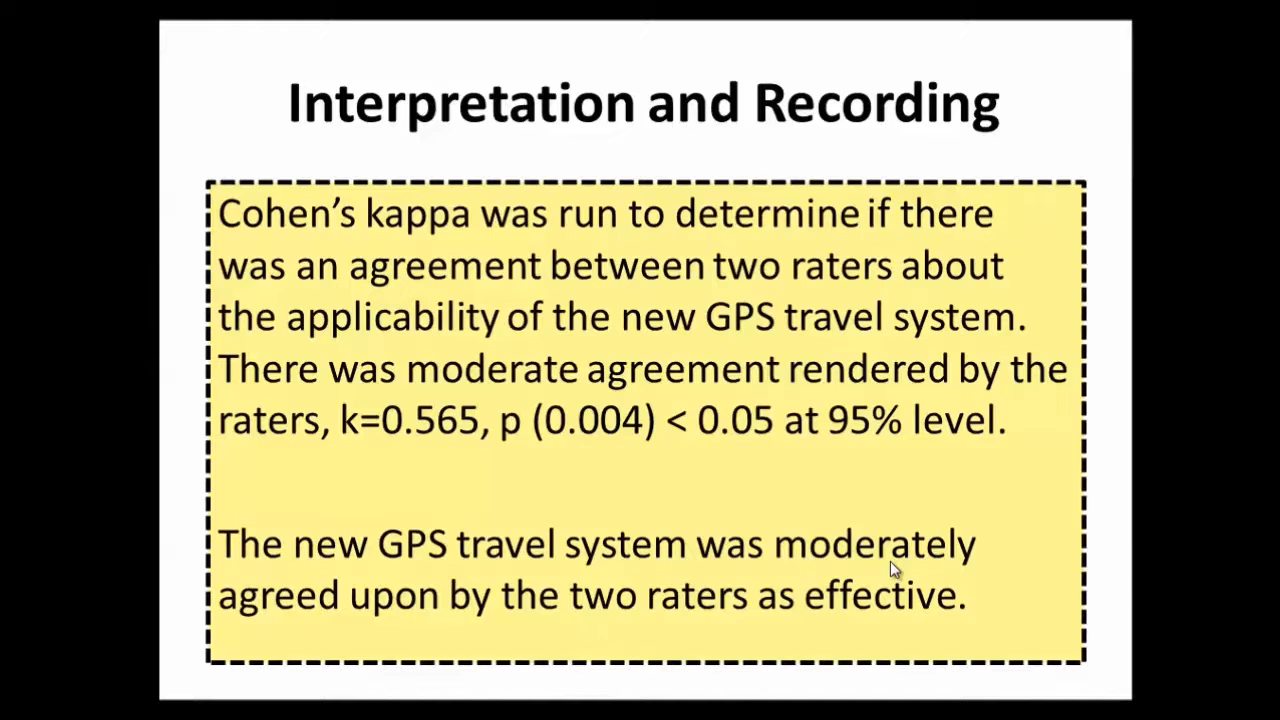 Interpretation and Recording
Cohen’s kappa was run to determine if there
was an agreement between two raters about
the applicability of the new GPS travel system.
There was moderate agreement rendered by the
raters, k=0.565, p (0.004) < 0.05 at 95% level.
The new GPS travel system was moderately
agreed upon by the two raters as effective.